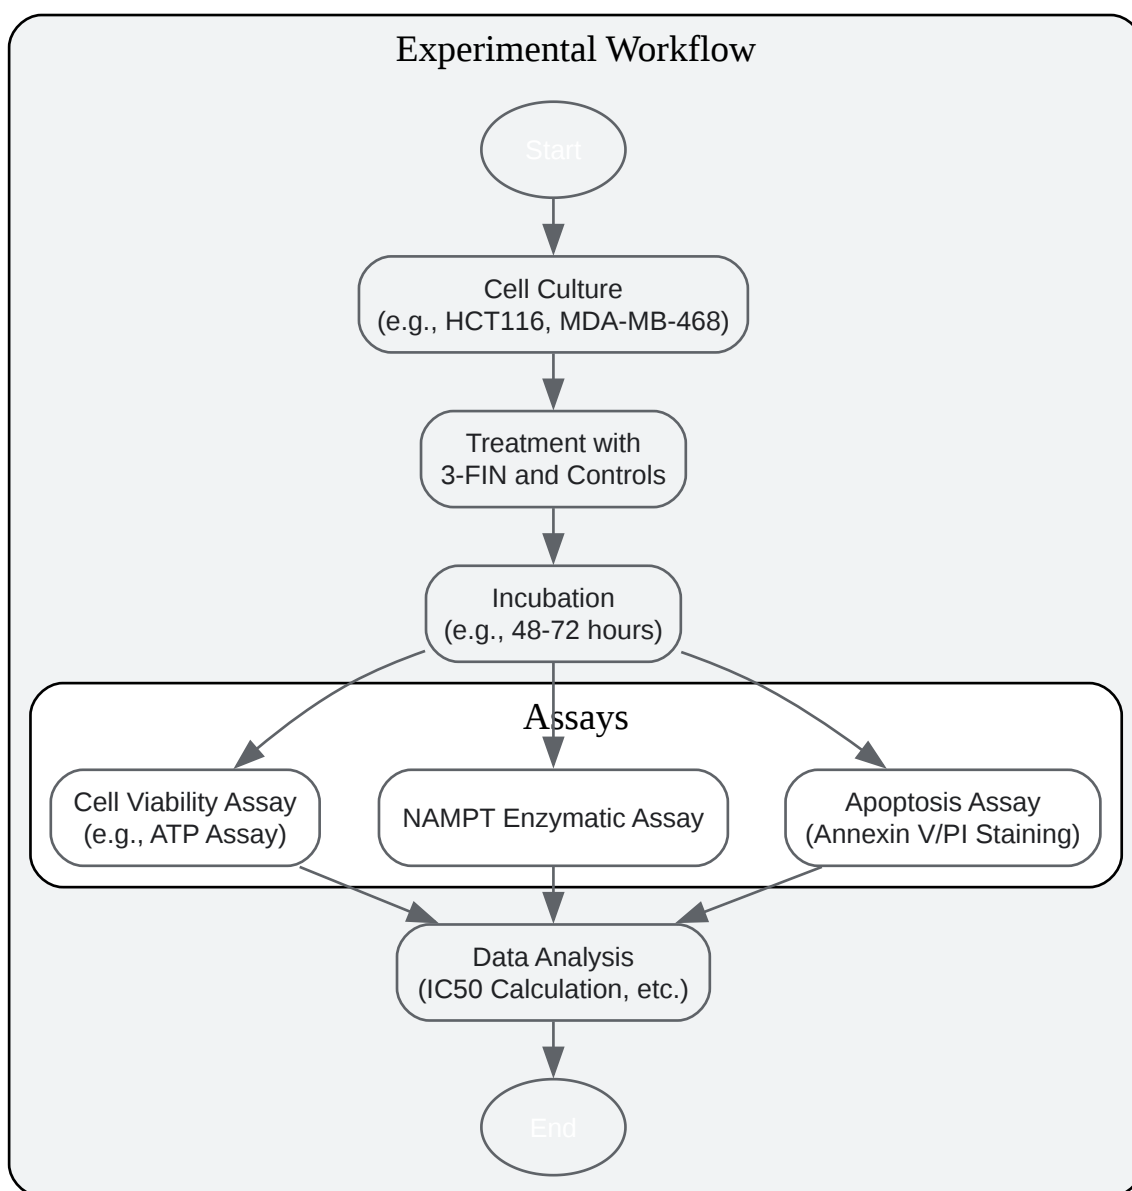 Experimental Workflow
Start
Cell Culture
(e.g., HCT116, MDA-MB-468)
Treatment with
3-FIN and Controls
Incubation
(e.g., 48-72 hours)
Assays
Cell Viability Assay
(e.g., ATP Assay)
NAMPT Enzymatic Assay
Apoptosis Assay
(Annexin V/PI Staining)
Data Analysis
(IC50 Calculation, etc.)
End